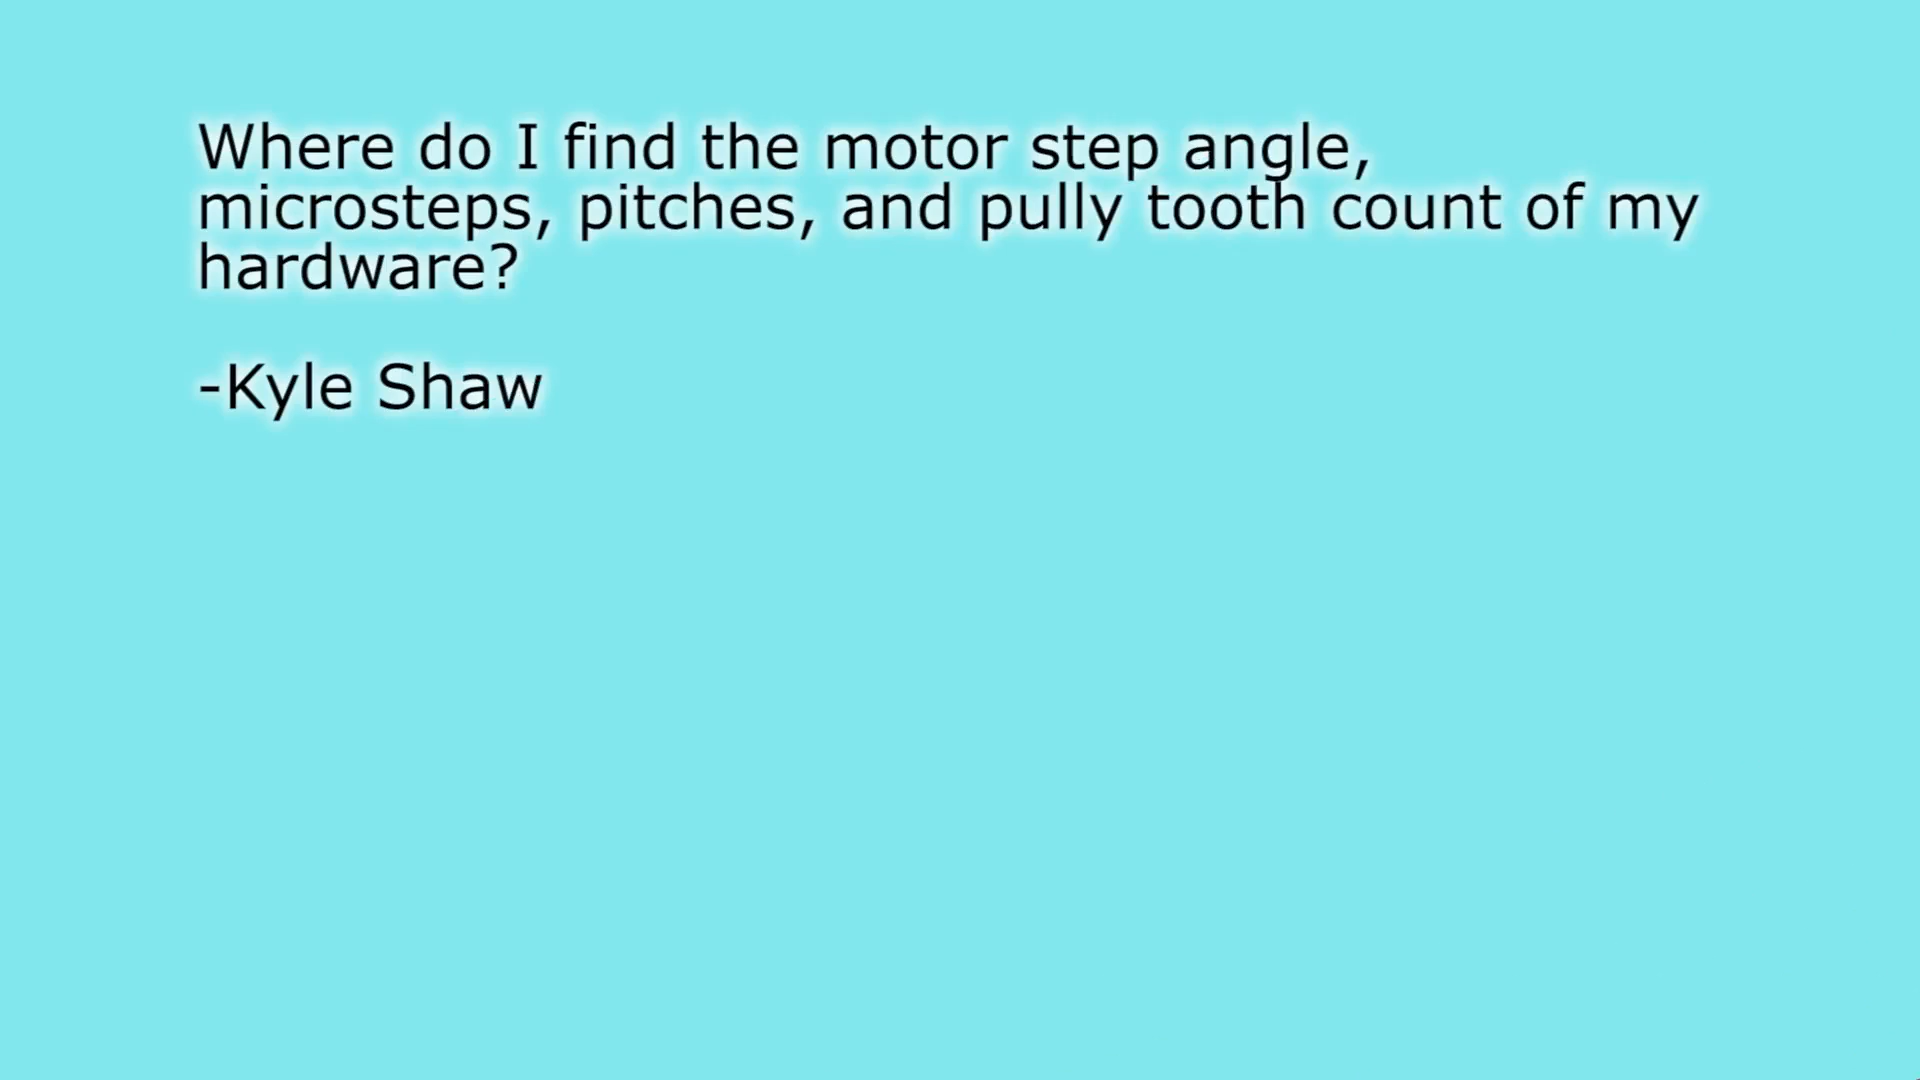 Where do I find the motor step angle,
microsteps, pitches, and pully tooth count of my
hardware?
-Kyle Shaw